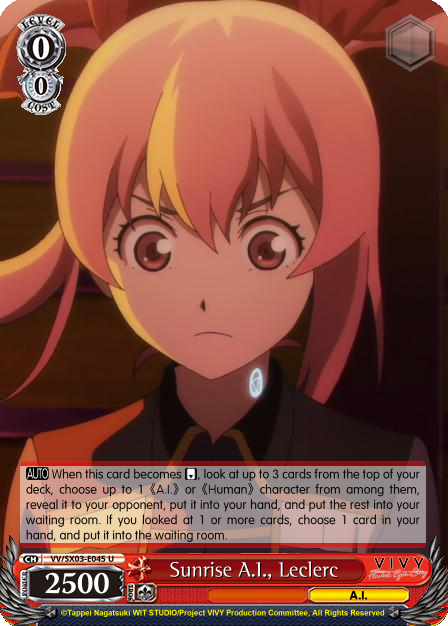 LEVEL
0
0
COST
AUTO When this card becomes , look at up to 3 cards from the top of your
deck, choose up to 1 《A.I.》 or 《Human》 character from among them,
reveal it to your opponent, put it into your hand, and put the rest into your
waiting room. If you looked at 1 or more cards, choose 1 card in your
hand, and put it into the waiting room.
CH VV/SX03-E045 U
POWER 2500 SOUL
Sunrise A.I., Leclerc
VIVY
A.I.
©Tappei Nagatsuki WIT STUDIO/Project VIVY Production Committee, All Rights Reserved